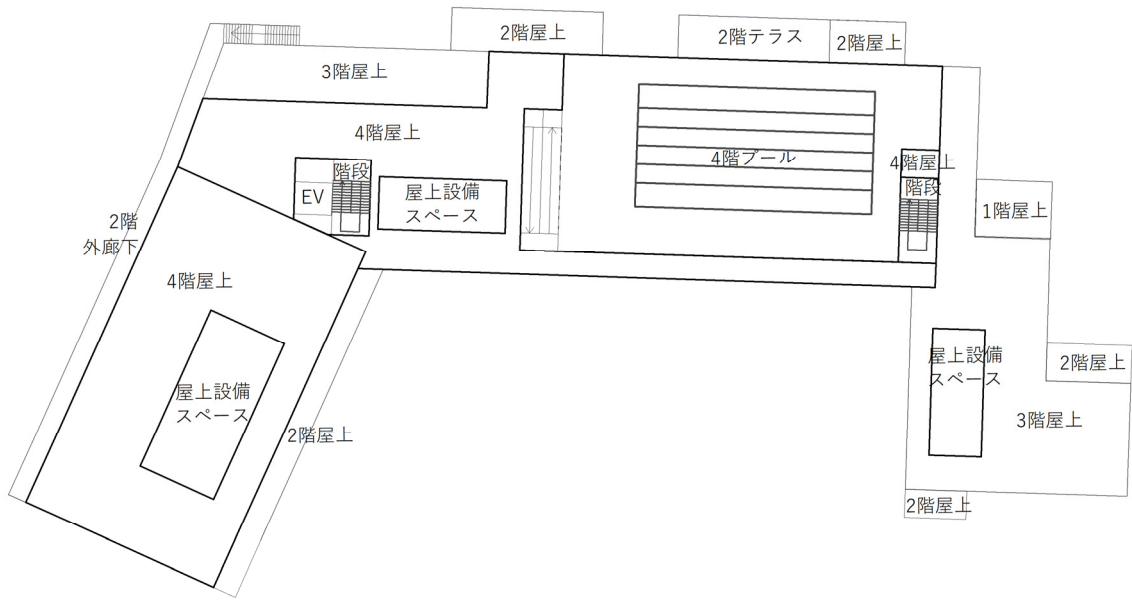 2階屋上
2階テラス
2階屋上
3階屋上
4階屋上
4階プール
4階屋上
階段
EV
屋上設備
スペース
階段
1階屋上
2階
外廊下
4階屋上
屋上設備
スペース
2階屋上
屋上設備
スペース
2階屋上
3階屋上
2階屋上